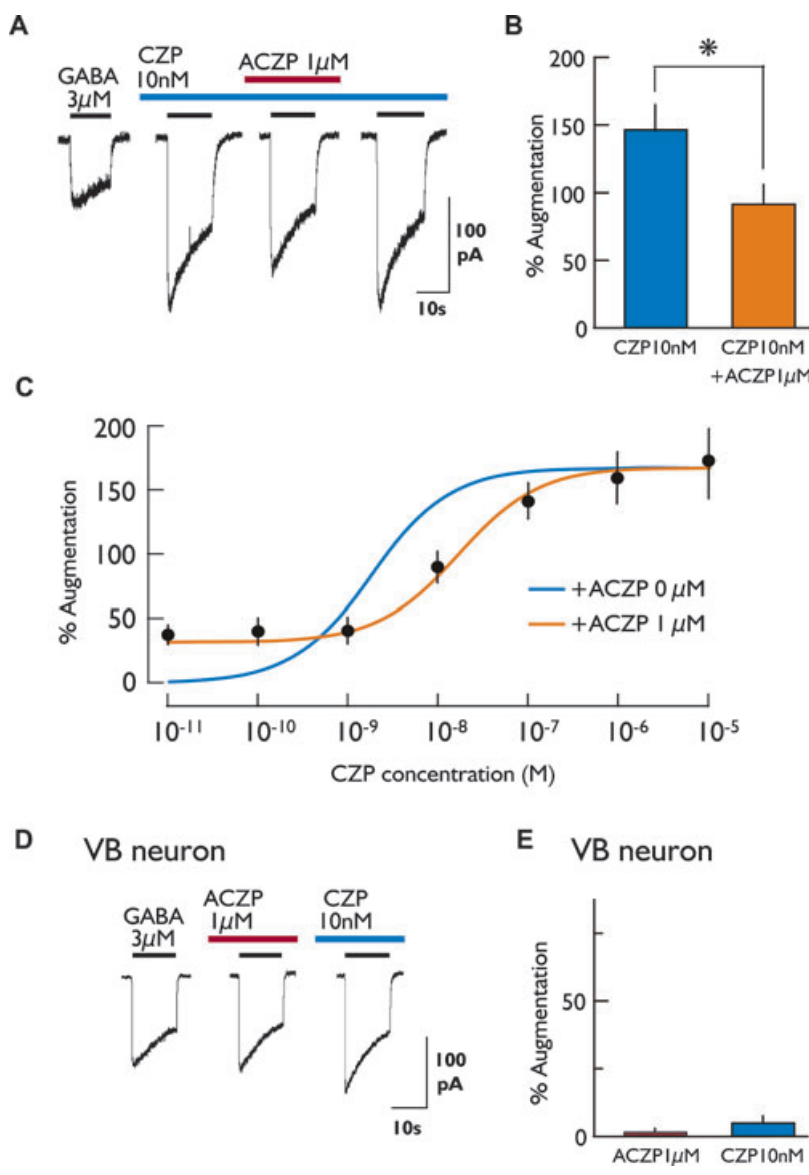 A
GABA
3μM
CZP
10nM
ACZP 1μM
100
pA
10s
B
% Augmentation
200
150
100
50
0
*
CZP10nM
CZP10nM
+ACZP1μM
C
% Augmentation
200
150
100
50
0
+ACZP 0 μM
+ACZP 1 μM
10⁻¹¹ 10⁻¹⁰ 10⁻⁹ 10⁻⁸ 10⁻⁷ 10⁻⁶ 10⁻⁵
CZP concentration (M)
D VB neuron
GABA
3μM
ACZP
1μM
CZP
10nM
100
pA
10s
E VB neuron
% Augmentation
50
0
ACZP1μM CZP10nM